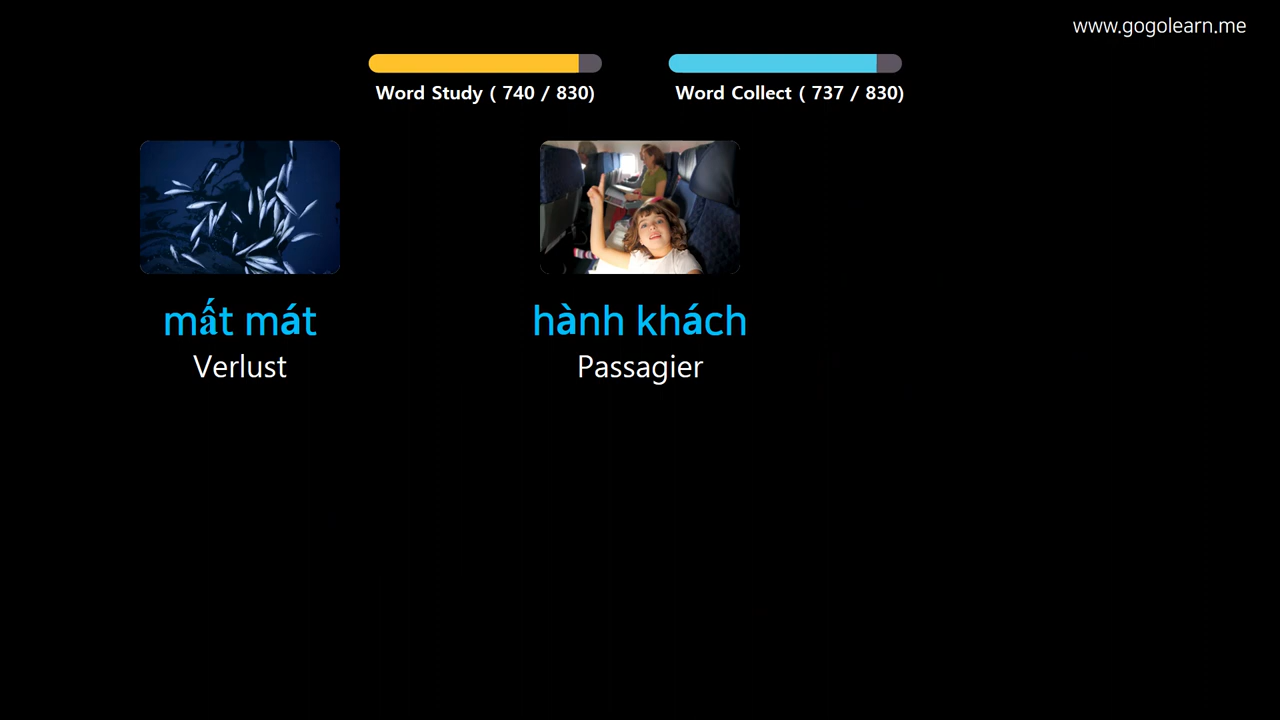 www.gogolearn.me
Word Study ( 740 / 830)
Word Collect ( 737 / 830)
mất mát
Verlust
hành khách
Passagier